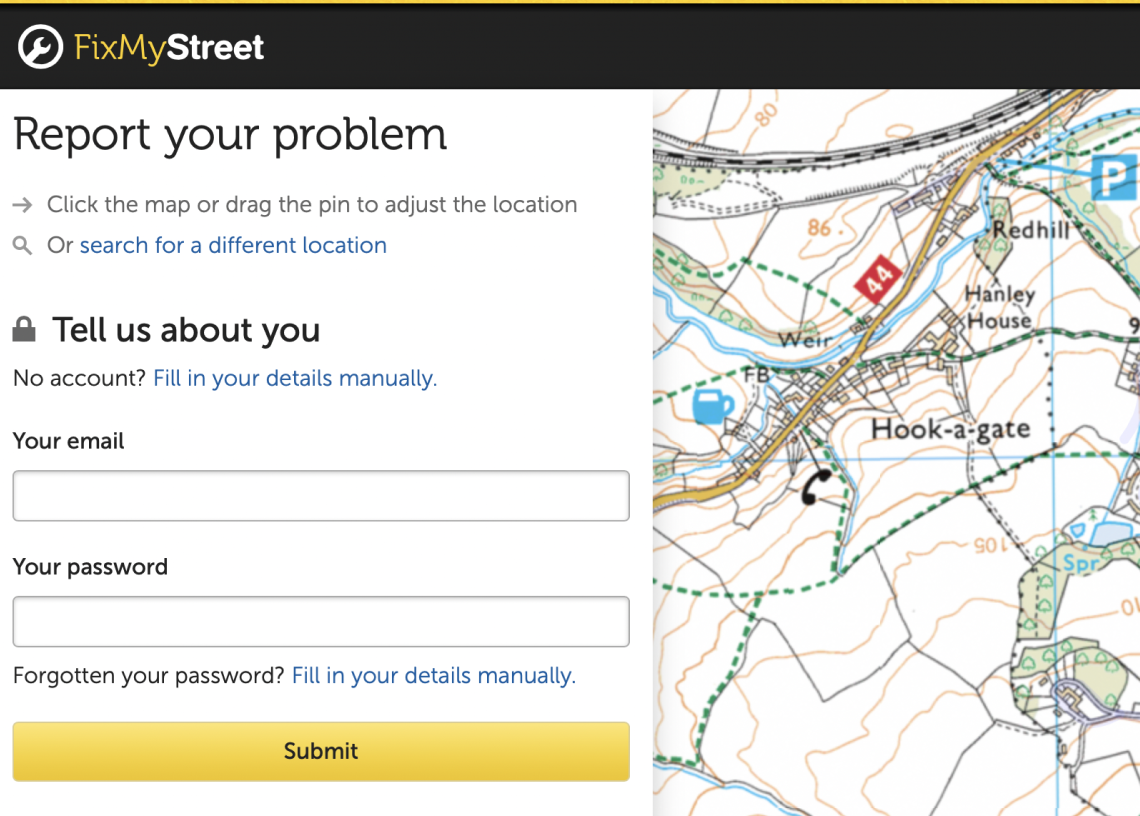 FixMyStreet
Report your problem
Click the map or drag the pin to adjust the location
Or search for a different location
Tell us about you
No account? Fill in your details manually.
Your email
Your password
Forgotten your password? Fill in your details manually.
Submit
80
P
86
Redhill
44
Hanley
House
9
Weir
FB
Hook-a-gate
105
Spr
10